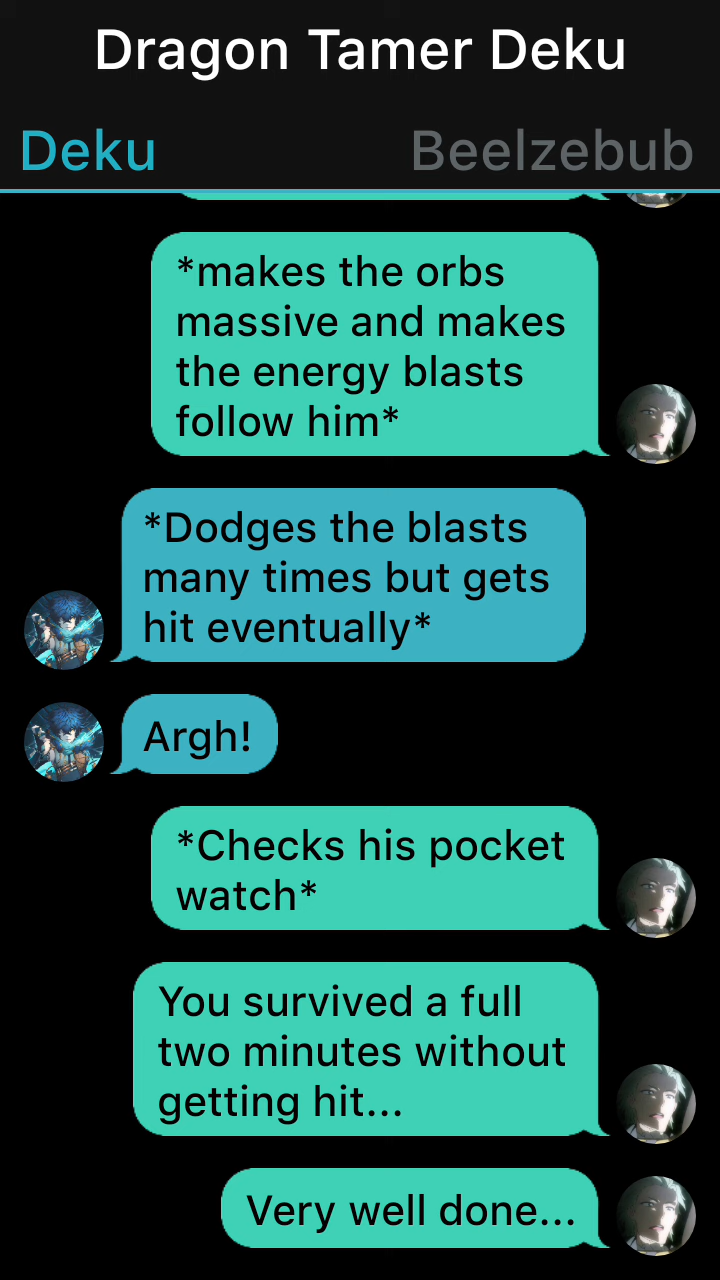 Dragon Tamer Deku
Deku
Beelzebub
*makes the orbs
massive and makes
the energy blasts
follow him*
*Dodges the blasts
many times but gets
hit eventually*
Argh!
*Checks his pocket
watch*
You survived a full
two minutes without
getting hit...
Very well done...